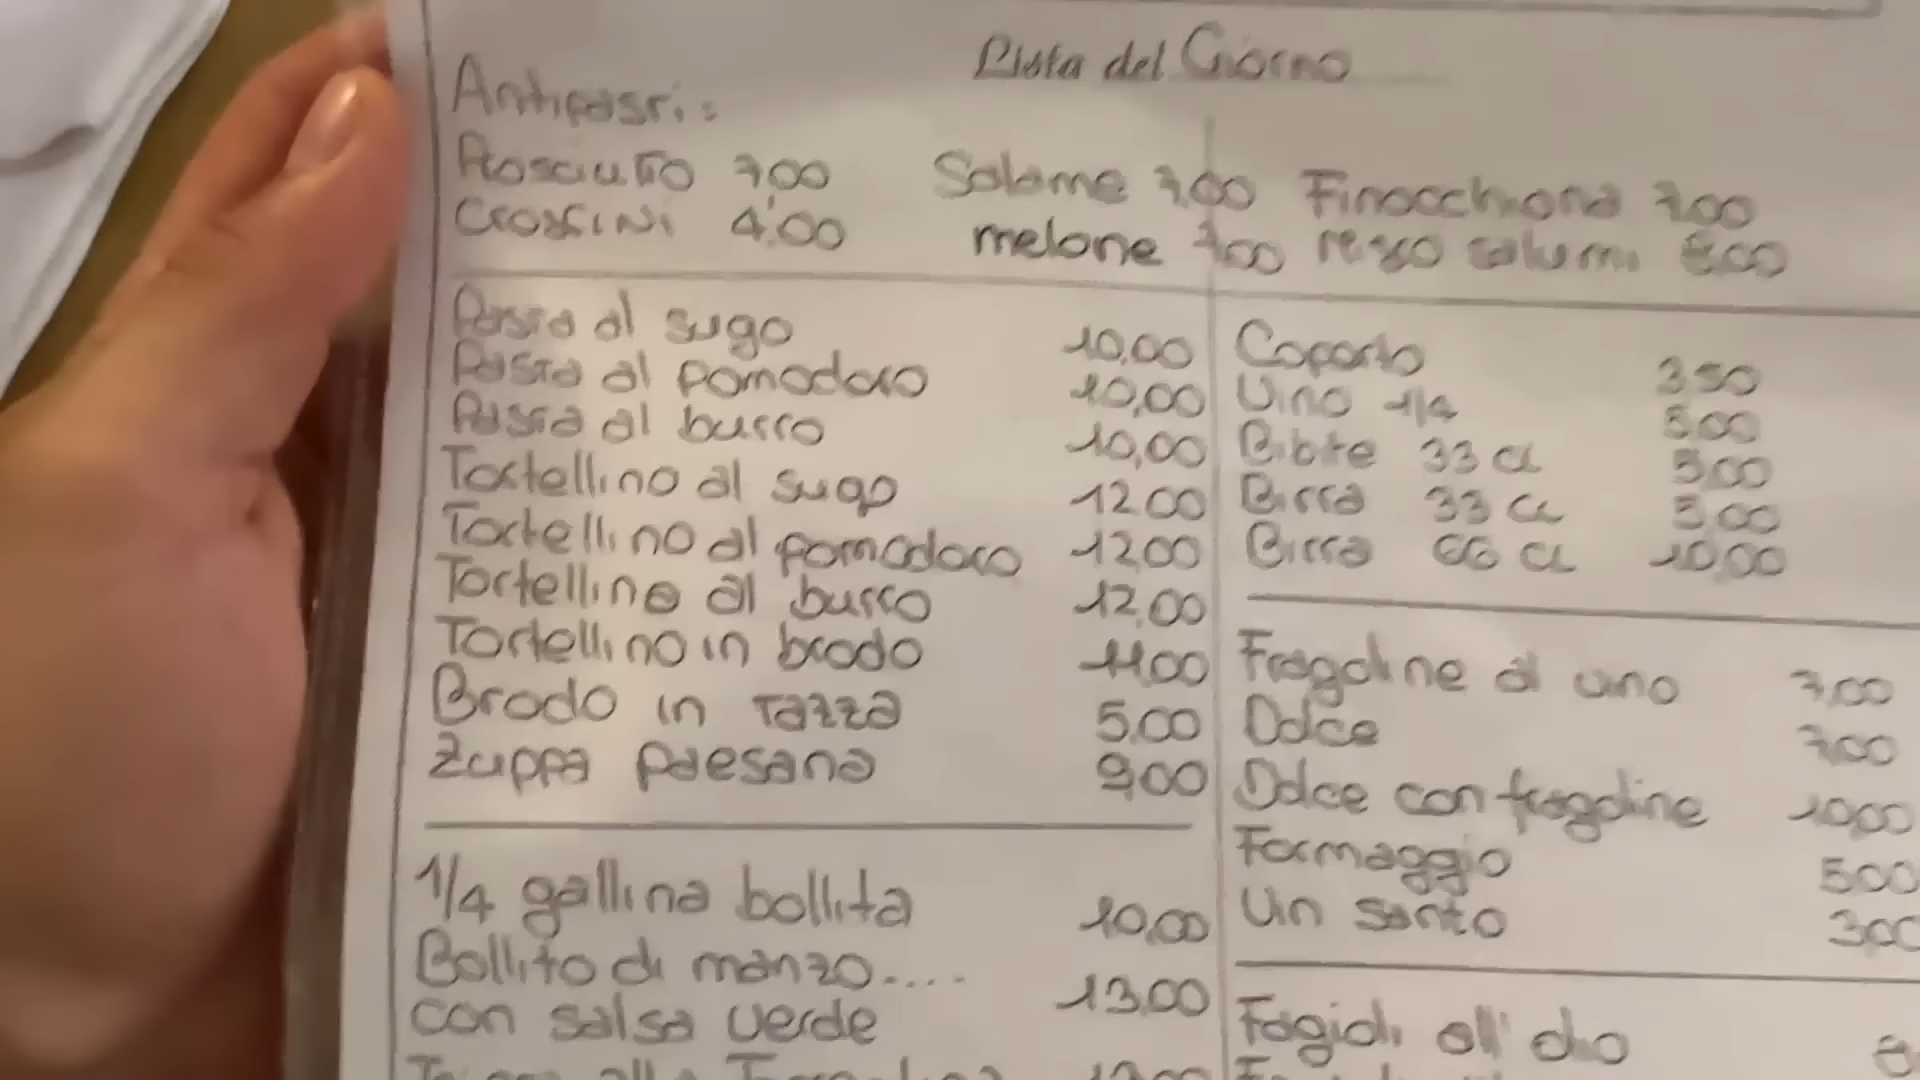 Lista del Giorno
Antipasti:
Prosciutto 7,00 Salame 7,00 Finocchiona 7,00
Crostini 4,00 melone 7,00 salumi 8,00
Pasta al sugo 10,00
Pasta al pomodoro 10,00
Pasta al burro 10,00
Tortellino al sugo 12,00
Tortellino al pomodoro 12,00
Tortellino al burro 12,00
Tortellino in brodo 11,00
Brodo in Tazza 5,00
Zuppa paesana 9,00
1/4 gallina bollita 10,00
Bollito di manzo.... 13,00
con salsa verde
Coperto 3,50
Vino 1/4 5,00
Bibite 33 cl 5,00
Birra 33 cl 5,00
Birra 66 cl 10,00
Fragoline al vino 7,00
Dolce 7,00
Dolce con fragoline 10,00
Formaggio 5,00
Vin santo 3,00
Fagioli all' olio